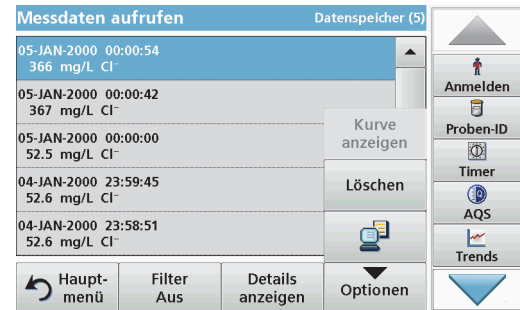 Messdaten aufrufen
Datenspeicher (5)
05-JAN-2000 00:00:54
366 mg/L Cl⁻
05-JAN-2000 00:00:42
367 mg/L Cl⁻
05-JAN-2000 00:00:00
52.5 mg/L Cl⁻
04-JAN-2000 23:59:45
52.6 mg/L Cl⁻
04-JAN-2000 23:58:51
52.6 mg/L Cl⁻
Kurve
anzeigen
Löschen
Haupt-
menü
Filter
Aus
Details
anzeigen
Optionen
Anmelden
Proben-ID
Timer
AQS
Trends